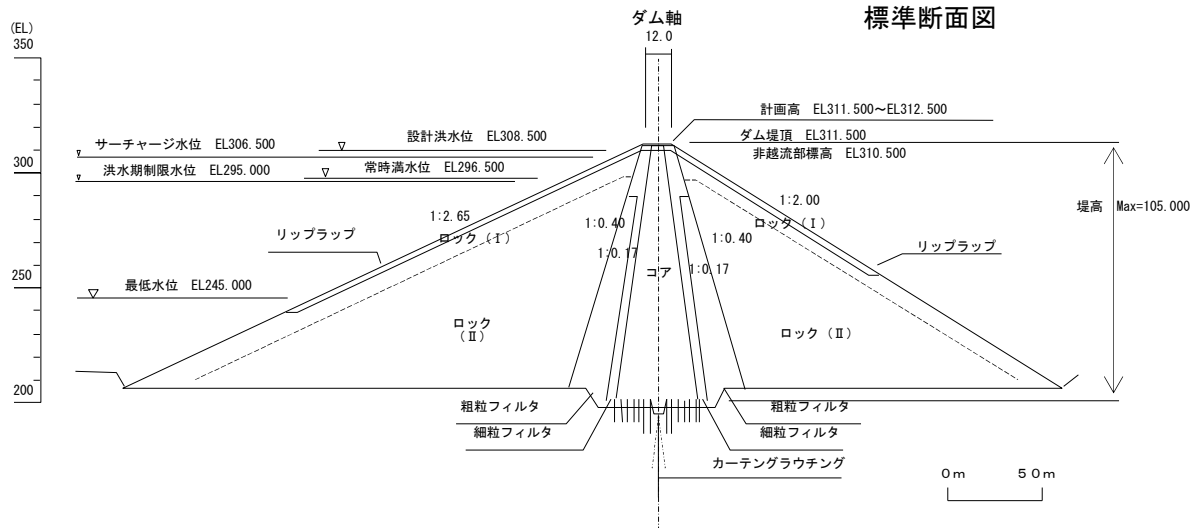 標準断面図
ダム軸
12.0
(EL)
350
300
250
200
計画高 EL311.500～EL312.500
ダム堤頂 EL311.500
非越流部標高 EL310.500
サーチャージ水位 EL306.500
設計洪水位 EL308.500
洪水期制限水位 EL295.000
常時満水位 EL296.500
堤高 Max=105.000
1:2.65
ロック（Ⅰ）
1:2.00
ロック（Ⅰ）
リップラップ
リップラップ
1:0.40
1:0.17
コア
1:0.40
1:0.17
最低水位 EL245.000
ロック
（Ⅱ）
ロック（Ⅱ）
粗粒フィルタ
細粒フィルタ
粗粒フィルタ
細粒フィルタ
カーテングラウチング
0ｍ 50ｍ